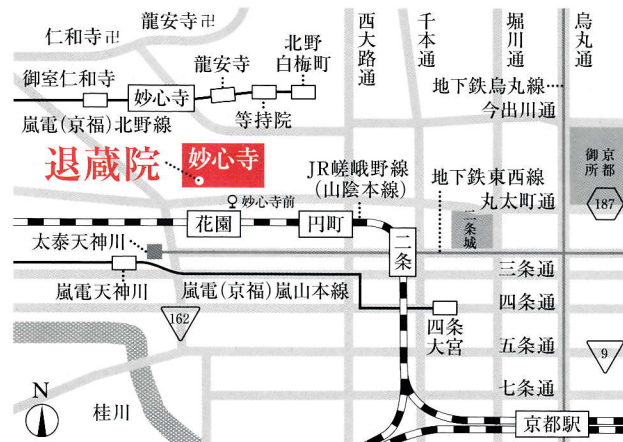 仁和寺卍
龍安寺卍
北野
白梅町
西大路通
千本通
堀川通
烏丸通
御室仁和寺
妙心寺
龍安寺
等持院
嵐電(京福)北野線
地下鉄烏丸線
今出川通
京都
御所
退蔵院
妙心寺
JR嵯峨野線
(山陰本線)
地下鉄東西線
丸太町通
187
妙心寺前
花園
円町
二条
二条城
太泰天神川
三条通
嵐電天神川
嵐電(京福)嵐山本線
四条通
162
四条
大宮
五条通
9
七条通
N
桂川
京都駅